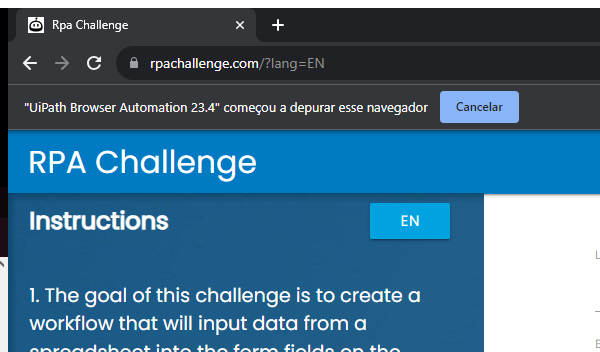 Rpa Challenge
rpachallenge.com/?lang=EN
"UiPath Browser Automation 23.4" começou a depurar esse navegador
Cancelar
RPA Challenge
Instructions
EN
1. The goal of this challenge is to create a
workflow that will input data from a
spreadsheet into the form fields on the